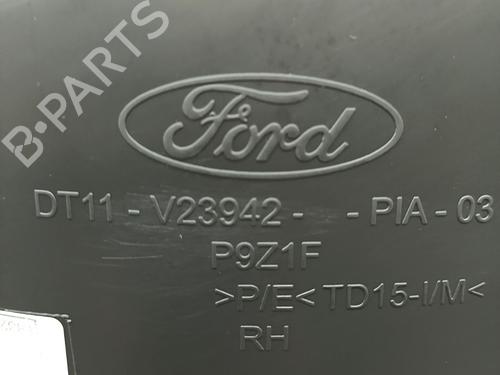 B-PARTS
Ford
DT11 - V23942 - - PIA - 03
P9Z1F
>P/E< TD15-I/M<
RH